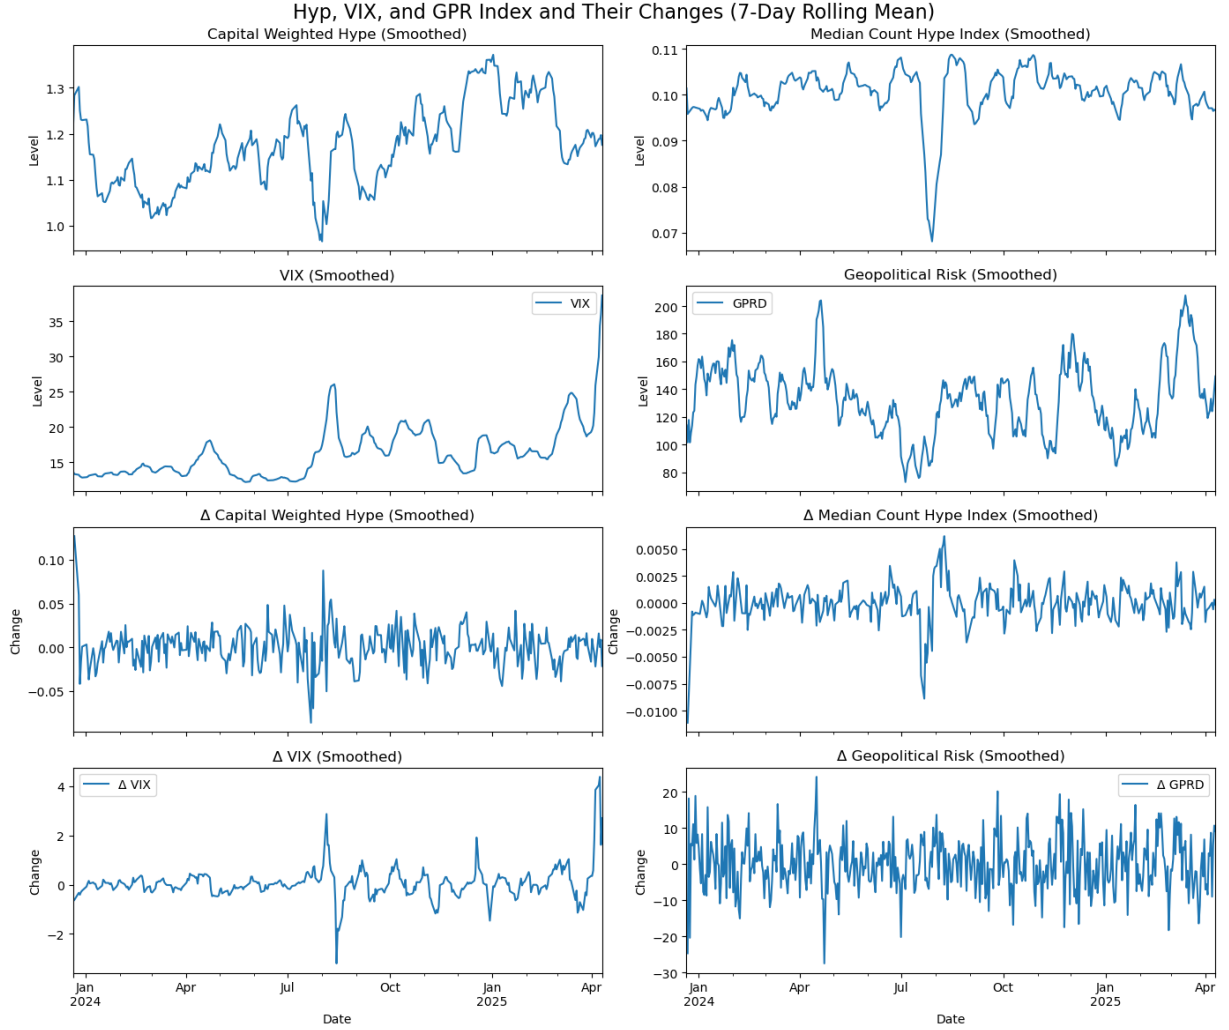 Hyp, VIX, and GPR Index and Their Changes (7-Day Rolling Mean)
Capital Weighted Hype (Smoothed)
Level
1.3
1.2
1.1
1.0
Median Count Hype Index (Smoothed)
Level
0.11
0.10
0.09
0.08
0.07
VIX (Smoothed)
VIX
Level
35
30
25
20
15
Geopolitical Risk (Smoothed)
GPRD
Level
200
180
160
140
120
100
80
Δ Capital Weighted Hype (Smoothed)
Change
0.10
0.05
0.00
−0.05
Δ Median Count Hype Index (Smoothed)
Change
0.0050
0.0025
0.0000
−0.0025
−0.0050
−0.0075
−0.0100
Δ VIX (Smoothed)
Δ VIX
Change
4
2
0
−2
Jan Apr Jul Oct Jan Apr
2024 2025
Date
Δ Geopolitical Risk (Smoothed)
Δ GPRD
Change
20
10
0
−10
−20
−30
Jan Apr Jul Oct Jan Apr
2024 2025
Date